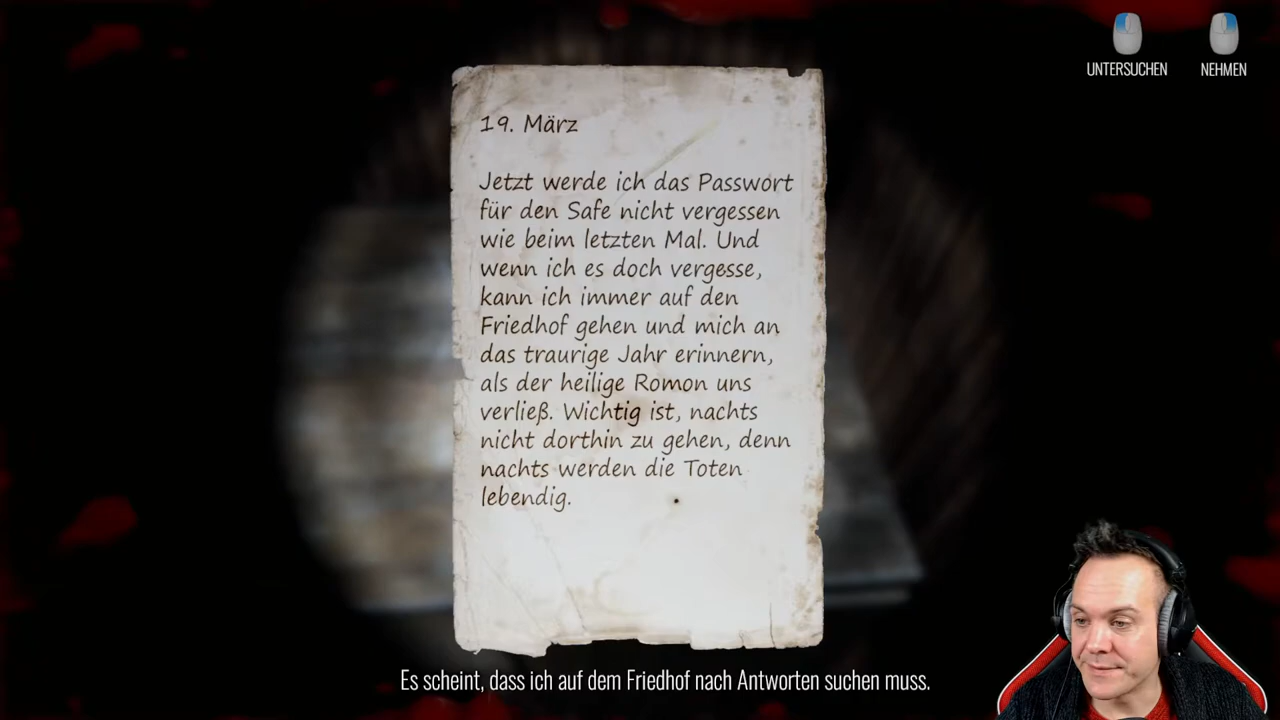 UNTERSUCHEN
NEHMEN
19. März
Jetzt werde ich das Passwort
für den Safe nicht vergessen
wie beim letzten Mal. Und
wenn ich es doch vergesse,
kann ich immer auf den
Friedhof gehen und mich an
das traurige Jahr erinnern,
als der heilige Romon uns
verließ. Wichtig ist, nachts
nicht dorthin zu gehen, denn
nachts werden die Toten
lebendig.
Es scheint, dass ich auf dem Friedhof nach Antworten suchen muss.